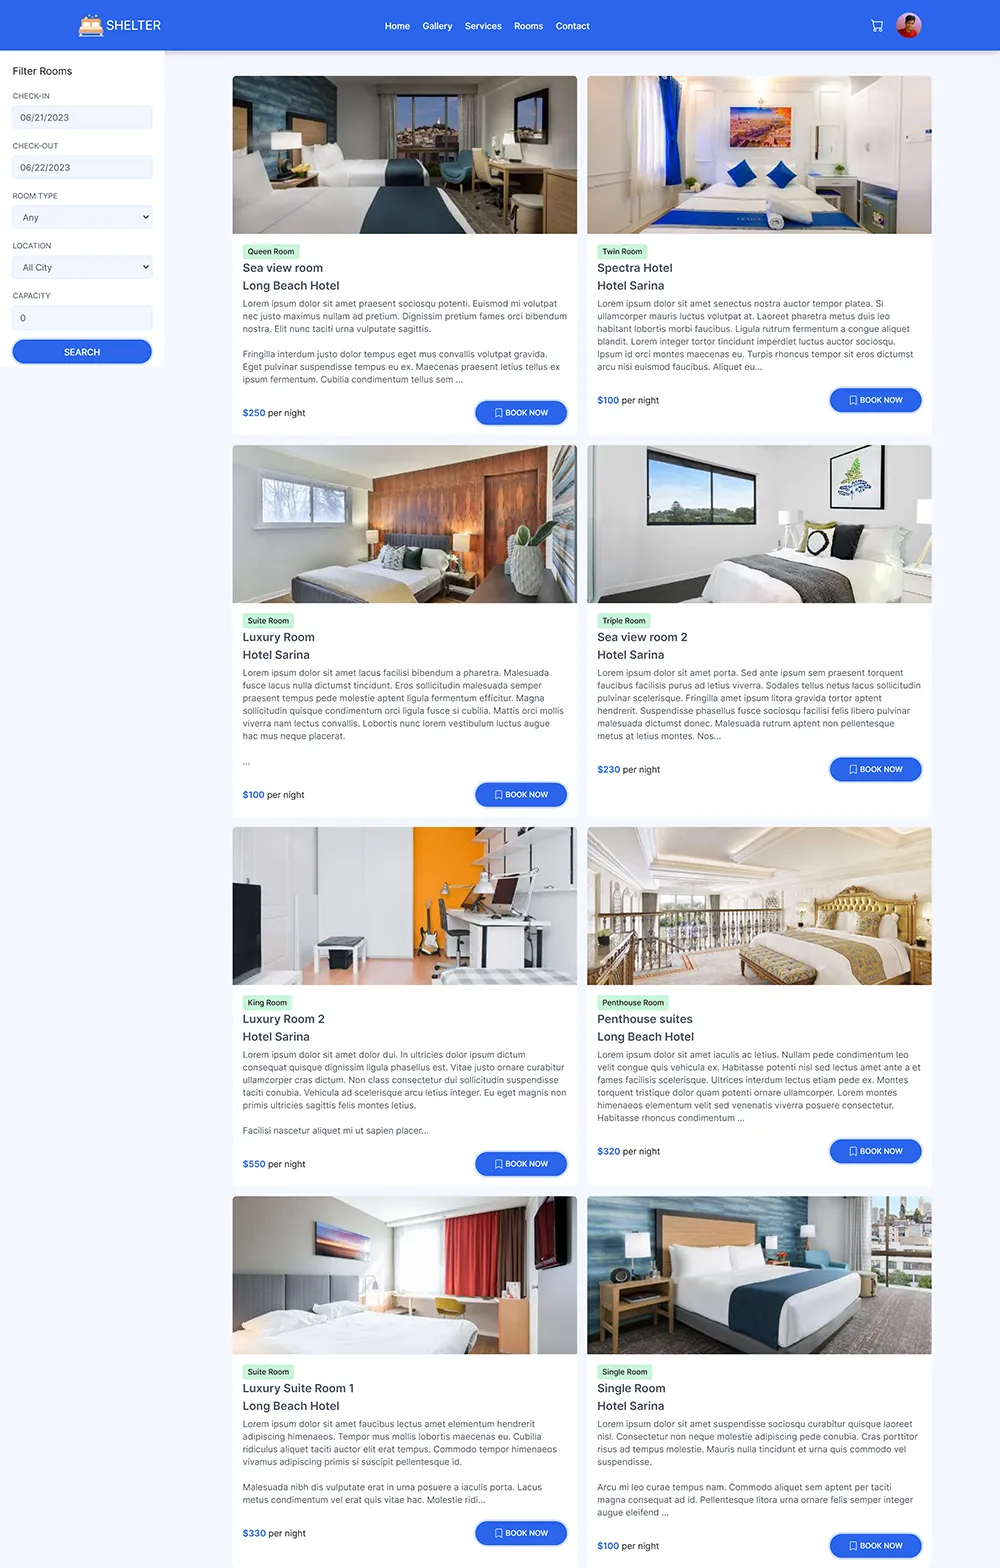 SHELTER
Home Gallery Services Rooms Contact
Filter Rooms
CHECK-IN
06/21/2023
CHECK-OUT
06/22/2023
ROOM TYPE
Any
LOCATION
All City
CAPACITY
0
SEARCH
Queen Room
Sea view room
Long Beach Hotel
Lorem ipsum dolor sit amet praesent sociosqu potenti. Euismod mi volutpat
nec justo maximus nullam ad pretium. Dignissim pretium fames orci bibendum
nostra. Elit nunc taciti urna vulputate sagittis.
Fringilla interdum justo dolor tempus eget mus convallis volutpat gravida.
Eget pulvinar suspendisse tempus eu ex. Maecenas praesent letius tellus ex
ipsum fermentum. Cubilia condimentum tellus sem ...
$250 per night
BOOK NOW
Twin Room
Spectra Hotel
Hotel Sarina
Lorem ipsum dolor sit amet senectus nostra auctor tempor platea. Si
ullamcorper mauris luctus volutpat at. Laoreet pharetra metus duis leo
habitant lobortis morbi faucibus. Ligula rutrum fermentum a congue aliquet
blandit. Lorem integer tortor tincidunt imperdiet luctus auctor sociosqu.
Ipsum id orci montes maecenas eu. Turpis rhoncus tempor sit eros dictumst
arcu nisi euismod faucibus. Aliquet eu...
$100 per night
BOOK NOW
Suite Room
Luxury Room
Hotel Sarina
Lorem ipsum dolor sit amet lacus facilisi bibendum a pharetra. Malesuada
fusce lacus nulla dictumst tincidunt. Eros sollicitudin malesuada semper
praesent tempus pede molestie aptent ligula fermentum efficitur. Magna
sollicitudin quisque condimentum orci ligula fusce si cubilia. Mattis orci mollis
viverra nam lectus convallis. Lobortis nunc lorem vestibulum luctus augue
hac mus neque placerat.
...
$100 per night
BOOK NOW
Triple Room
Sea view room 2
Hotel Sarina
Lorem ipsum dolor sit amet porta. Sed ante ipsum sem praesent torquent
faucibus facilisis purus ad letius viverra. Sodales tellus netus lacus sollicitudin
pulvinar scelerisque. Fringilla amet ipsum litora gravida tortor aptent
hendrerit. Suspendisse phasellus fusce sociosqu facilisi felis libero pulvinar
malesuada dictumst donec. Malesuada rutrum aptent non pellentesque
metus at letius montes. Nos...
$230 per night
BOOK NOW
King Room
Luxury Room 2
Hotel Sarina
Lorem ipsum dolor sit amet dolor dui. In ultricies dolor ipsum dictum
consequat quisque dignissim ligula phasellus est. Vitae justo ornare curabitur
ullamcorper cras dictum. Non class consectetur dui sollicitudin suspendisse
taciti conubia. Vehicula ad scelerisque arcu letius integer. Eu eget magnis non
primis ultricies sagittis felis montes letius.
Facilisi nascetur aliquet mi ut sapien placer...
$550 per night
BOOK NOW
Penthouse Room
Penthouse suites
Long Beach Hotel
Lorem ipsum dolor sit amet iaculis ac letius. Nullam pede condimentum leo
velit congue quis vehicula ex. Habitasse potenti nisl sed lectus amet ante a et
fames facilisis scelerisque. Ultrices interdum lectus etiam pede ex. Montes
torquent tristique dolor quam potenti ornare ullamcorper. Lorem montes
himenaeos elementum velit sed venenatis viverra posuere consectetur.
Habitasse rhoncus condimentum ...
$320 per night
BOOK NOW
Suite Room
Luxury Suite Room 1
Long Beach Hotel
Lorem ipsum dolor sit amet faucibus lectus amet elementum hendrerit
adipiscing himenaeos. Tempor mus mollis lobortis maecenas eu. Cubilia
ridiculus aliquet taciti auctor elit erat tempus. Commodo tempor himenaeos
vivamus adipiscing primis si suscipit pellentesque id.
Malesuada nibh dis vulputate erat in urna posuere a iaculis porta. Lacus
metus condimentum vel erat quis vitae hac. Molestie ridi...
$330 per night
BOOK NOW
Single Room
Single Room
Hotel Sarina
Lorem ipsum dolor sit amet suspendisse sociosqu curabitur quisque laoreet
nisl. Consectetur non neque molestie adipiscing pede conubia. Cras porttitor
risus ad tempus molestie. Mauris nulla tincidunt et urna quis commodo vel
suspendisse.
Arcu mi leo curae tempus nam. Commodo aliquet sem aptent per taciti
magna consequat ad id. Pellentesque litora urna ornare felis semper integer
augue eleifend ...
$100 per night
BOOK NOW